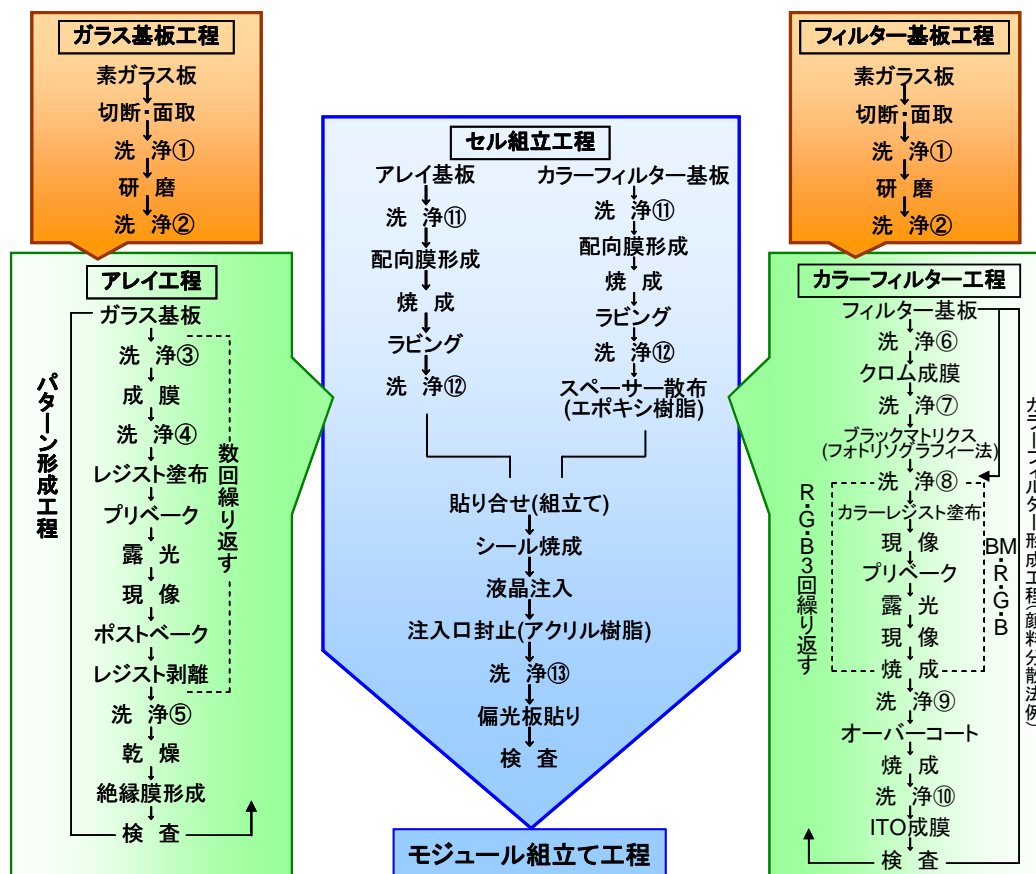 ガラス基板工程
素ガラス板
切断・面取
洗　浄①
研　磨
洗　浄②
アレイ工程
ガラス基板
洗　浄③
成　膜
洗　浄④
レジスト塗布
プリベーク
露　光
現　像
ポストベーク
レジスト剥離
洗　浄⑤
乾　燥
絶縁膜形成
検　査
パターン形成工程
数回繰り返す
セル組立工程
アレイ基板
洗　浄⑪
配向膜形成
焼　成
ラビング
洗　浄⑫
カラーフィルター基板
洗　浄⑪
配向膜形成
焼　成
ラビング
洗　浄⑫
スペーサー散布
(エポキシ樹脂)
貼り合せ(組立て)
シール焼成
液晶注入
注入口封止(アクリル樹脂)
洗　浄⑬
偏光板貼り
検　査
モジュール組立て工程
フィルター基板工程
素ガラス板
切断・面取
洗　浄①
研　磨
洗　浄②
カラーフィルター工程
フィルター基板
洗　浄⑥
クロム成膜
洗　浄⑦
ブラックマトリクス
(フォトリソグラフィー法)
洗　浄⑧
カラーレジスト塗布
現　像
プリベーク
露　光
現　像
焼　成
洗　浄⑨
オーバーコート
焼　成
洗　浄⑩
ITO成膜
検　査
R・G・B3回繰り返す
BM・R・G・B
カラーフィルター形成工程(顔料分散法例)